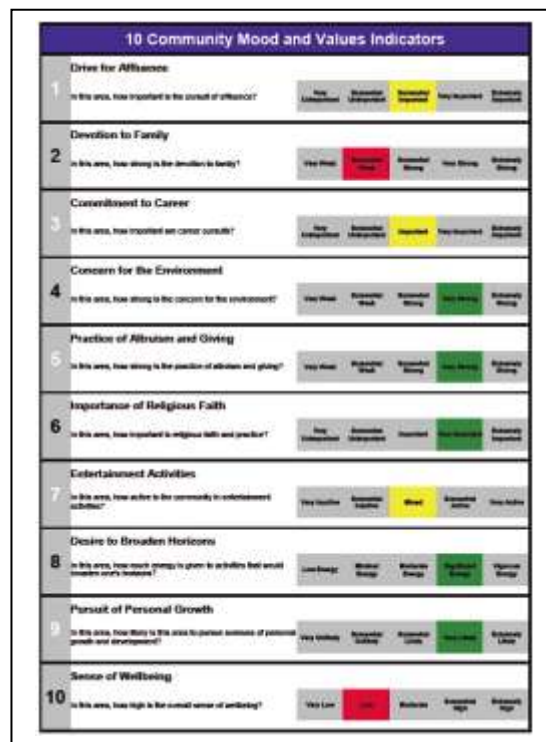 10 Community Mood and Values Indicators
1
Drive for Affluence
In this area, how important is the pursuit of affluence?
Very Unimportant Somewhat Unimportant Somewhat Important Very Important Extremely Important
2
Devotion to Family
In this area, how strong is the devotion to family?
Very Weak Somewhat Weak Somewhat Strong Very Strong Extremely Strong
3
Commitment to Career
In this area, how important are career pursuits?
Very Unimportant Somewhat Unimportant Important Very Important Extremely Important
4
Concern for the Environment
In this area, how strong is the concern for the environment?
Very Weak Somewhat Weak Somewhat Strong Very Strong Extremely Strong
5
Practice of Altruism and Giving
In this area, how strong is the practice of altruism and giving?
Very Weak Somewhat Weak Somewhat Strong Very Strong Extremely Strong
6
Importance of Religious Faith
In this area, how important is religious faith and practice?
Very Unimportant Somewhat Unimportant Important Very Important Extremely Important
7
Entertainment Activities
In this area, how active is the community in entertainment
activities?
Very Inactive Somewhat Inactive Mixed Somewhat Active Very Active
8
Desire to Broaden Horizons
In this area, how much energy is given to activities that would
broaden one's horizons?
Low Energy Minimal Energy Moderate Energy Significant Energy Vigorous Energy
9
Pursuit of Personal Growth
In this area, how likely is this area to pursue avenues of personal
growth and development?
Very Unlikely Somewhat Unlikely Somewhat Likely Very Likely Extremely Likely
10
Sense of Wellbeing
In this area, how high is the overall sense of wellbeing?
Very Low Low Moderate Somewhat High Extremely High